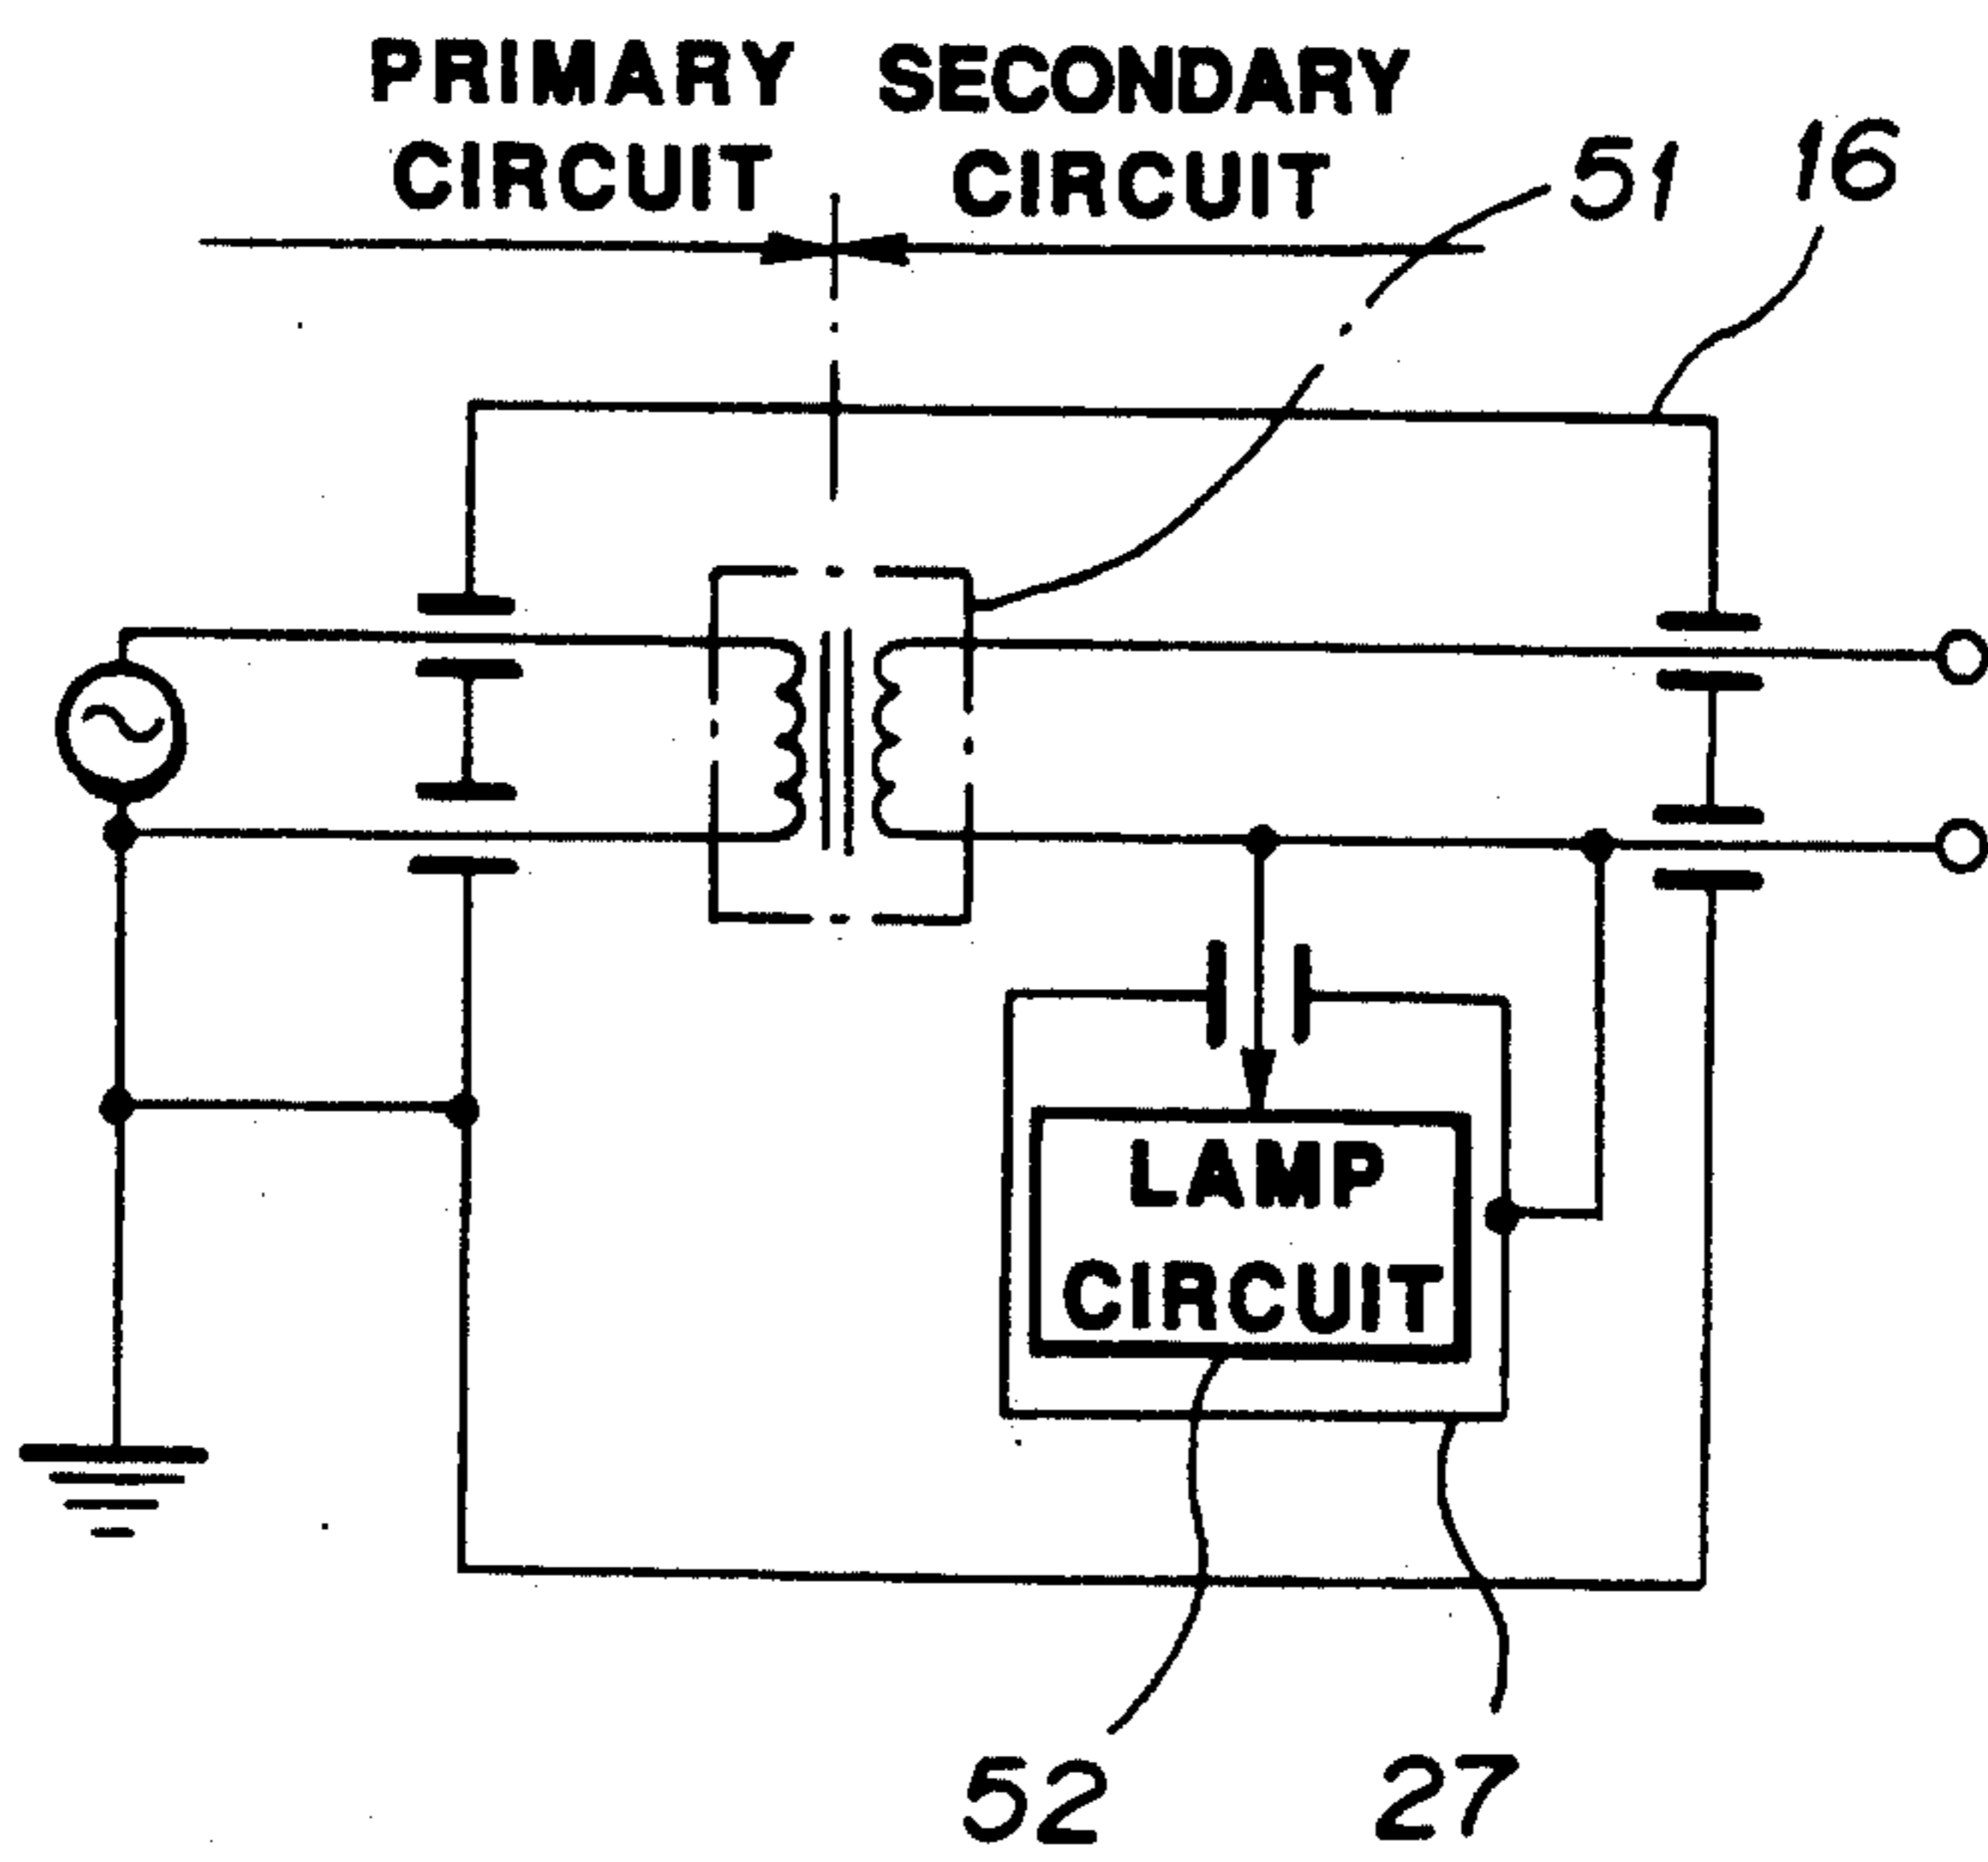 PRIMARY SECONDARY
CIRCUIT CIRCUIT
51 16
LAMP
CIRCUIT
52 27